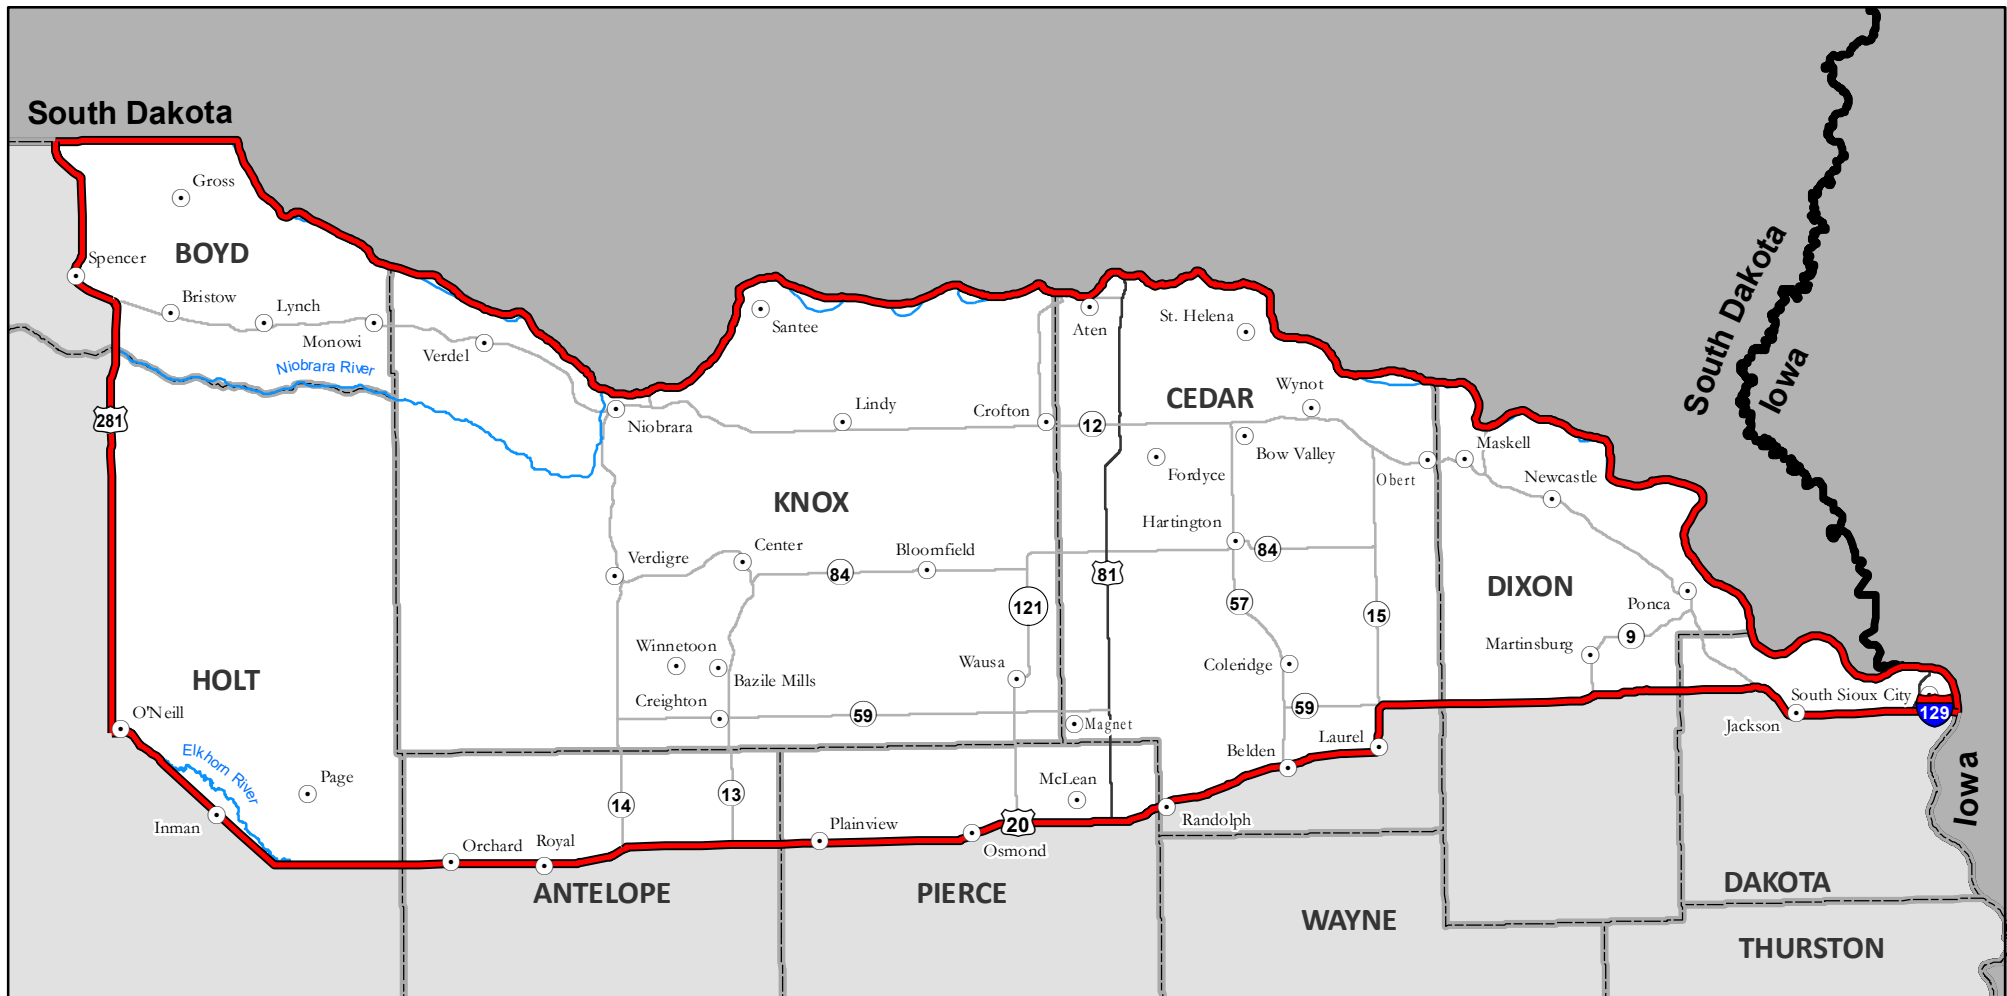 South Dakota
Gross
BOYD
Spencer
Bristow
Lynch
Monowi
Verdel
Niobrara River
281
Santee
Aten
St. Helena
South Dakota
Iowa
Niobrara
Lindy
Crofton
12
CEDAR
Wynot
Bow Valley
Fordyce
Obert
Maskell
Newcastle
KNOX
Hartington
84
Verdigre
Center
84
Bloomfield
81
121
57
15
DIXON
Ponca
9
Martinsburg
HOLT
Winnetoon
Bazile Mills
Wausa
Coleridge
Creighton
59
Magnet
59
South Sioux City
129
Jackson
O'Neill
Elkhorn River
Page
Inman
Belden
Laurel
McLean
14
13
20
Plainview
Osmond
Randolph
Orchard
Royal
Iowa
ANTELOPE
PIERCE
WAYNE
DAKOTA
THURSTON